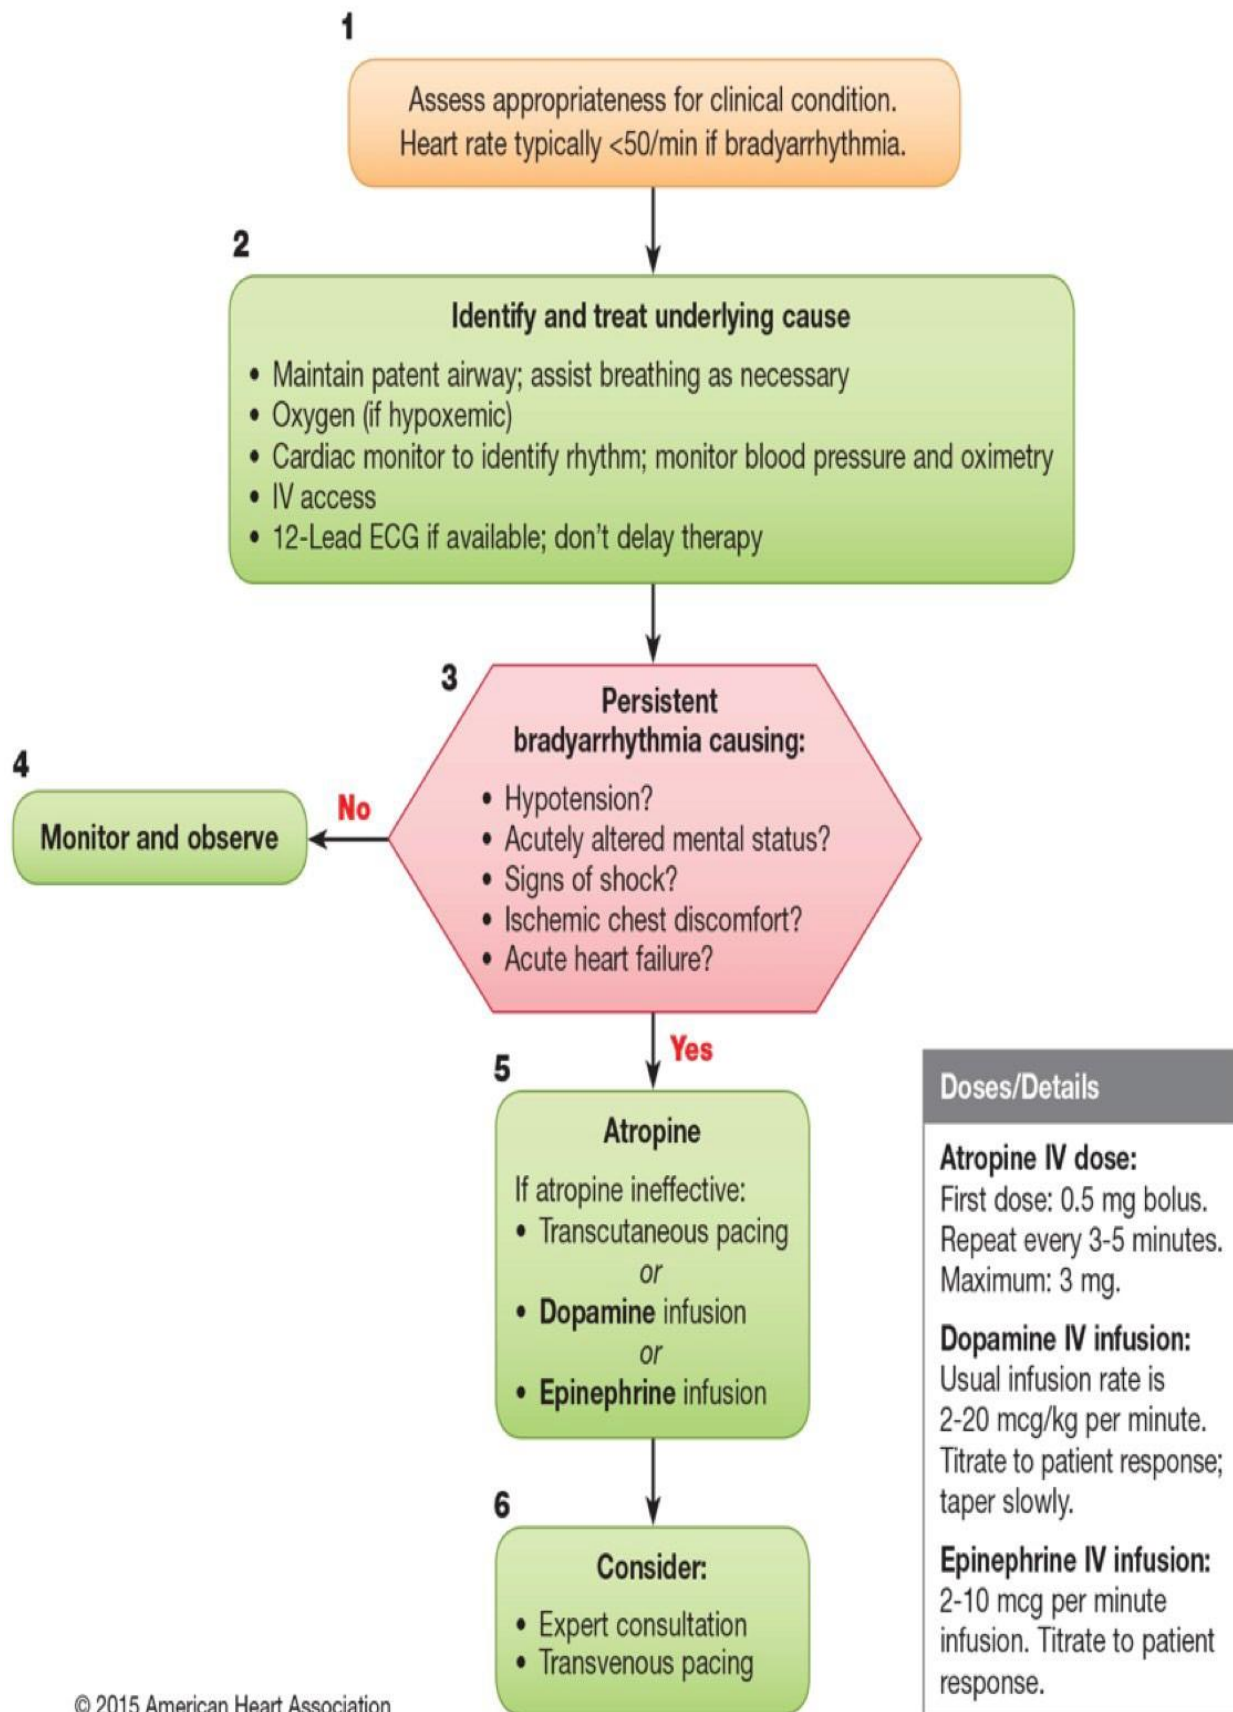 1
Assess appropriateness for clinical condition.
Heart rate typically <50/min if bradyarrhythmia.
2
Identify and treat underlying cause
• Maintain patent airway; assist breathing as necessary
• Oxygen (if hypoxemic)
• Cardiac monitor to identify rhythm; monitor blood pressure and oximetry
• IV access
• 12-Lead ECG if available; don't delay therapy
3
Persistent
bradyarrhythmia causing:
• Hypotension?
• Acutely altered mental status?
• Signs of shock?
• Ischemic chest discomfort?
• Acute heart failure?
4
No
Monitor and observe
Yes
5
Atropine
If atropine ineffective:
• Transcutaneous pacing
or
• Dopamine infusion
or
• Epinephrine infusion
6
Consider:
• Expert consultation
• Transvenous pacing
Doses/Details
Atropine IV dose:
First dose: 0.5 mg bolus.
Repeat every 3-5 minutes.
Maximum: 3 mg.
Dopamine IV infusion:
Usual infusion rate is
2-20 mcg/kg per minute.
Titrate to patient response;
taper slowly.
Epinephrine IV infusion:
2-10 mcg per minute
infusion. Titrate to patient
response.
© 2015 American Heart Association